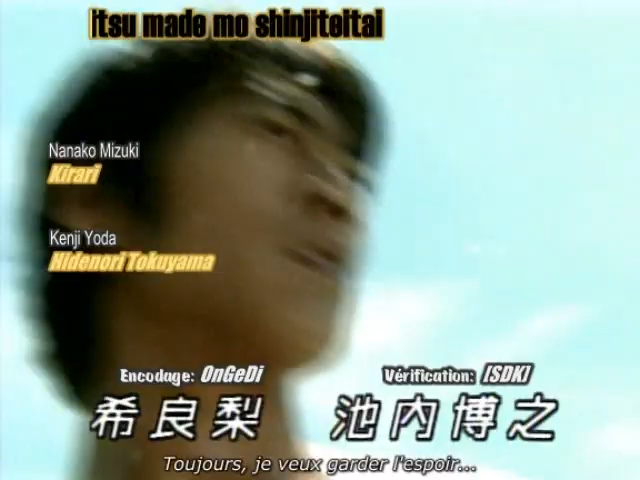 itsu made mo shinjiteitai
Nanako Mizuki
Kirari
Kenji Yoda
Hidenori Tokuyama
Encodage: OnGeDi Vérification: [SDK]
希良梨 池内博之
Toujours, je veux garder l'espoir...